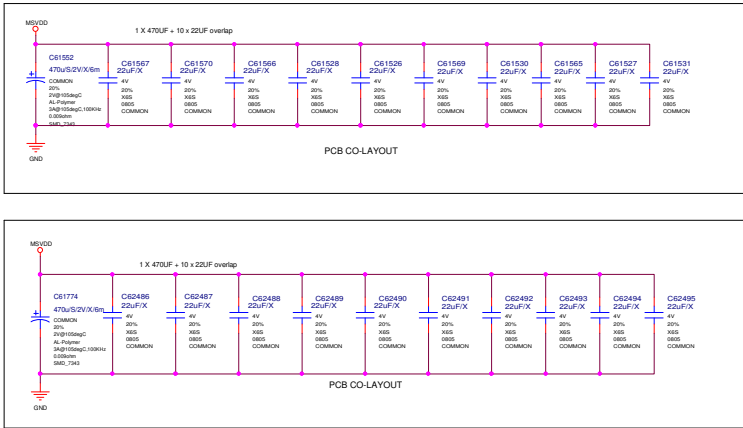 MSVDD
1 X 470UF + 10 x 22UF overlap
C61552
470u/S/2V/X/6m
COMMON
20%
2V@105degC
AL-Polymer
3A@105degC,100KHz
0.009ohm
SMD_7343
C61567
22uF/X
4V
20%
X6S
0805
COMMON
C61570
22uF/X
4V
20%
X6S
0805
COMMON
C61566
22uF/X
4V
20%
X6S
0805
COMMON
C61528
22uF/X
4V
20%
X6S
0805
COMMON
C61526
22uF/X
4V
20%
X6S
0805
COMMON
C61569
22uF/X
4V
20%
X6S
0805
COMMON
C61530
22uF/X
4V
20%
X6S
0805
COMMON
C61565
22uF/X
4V
20%
X6S
0805
COMMON
C61527
22uF/X
4V
20%
X6S
0805
COMMON
C61531
22uF/X
4V
20%
X6S
0805
COMMON
GND
PCB CO-LAYOUT
MSVDD
1 X 470UF + 10 x 22UF overlap
C61774
470u/S/2V/X/6m
COMMON
20%
2V@105degC
AL-Polymer
3A@105degC,100KHz
0.009ohm
SMD_7343
C62486
22uF/X
4V
20%
X6S
0805
COMMON
C62487
22uF/X
4V
20%
X6S
0805
COMMON
C62488
22uF/X
4V
20%
X6S
0805
COMMON
C62489
22uF/X
4V
20%
X6S
0805
COMMON
C62490
22uF/X
4V
20%
X6S
0805
COMMON
C62491
22uF/X
4V
20%
X6S
0805
COMMON
C62492
22uF/X
4V
20%
X6S
0805
COMMON
C62493
22uF/X
4V
20%
X6S
0805
COMMON
C62494
22uF/X
4V
20%
X6S
0805
COMMON
C62495
22uF/X
4V
20%
X6S
0805
COMMON
PCB CO-LAYOUT
GND